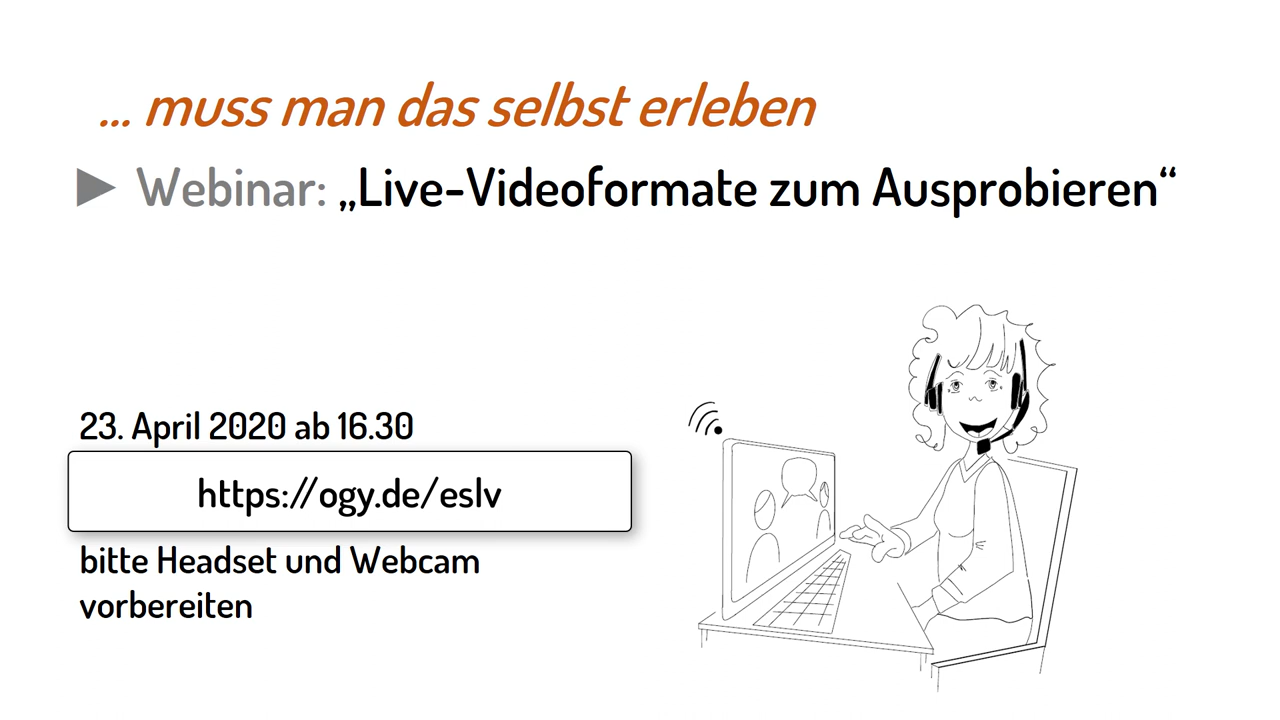 ... muss man das selbst erleben
► Webinar: „Live-Videoformate zum Ausprobieren“
23. April 2020 ab 16.30
https://ogy.de/eslv
bitte Headset und Webcam
vorbereiten